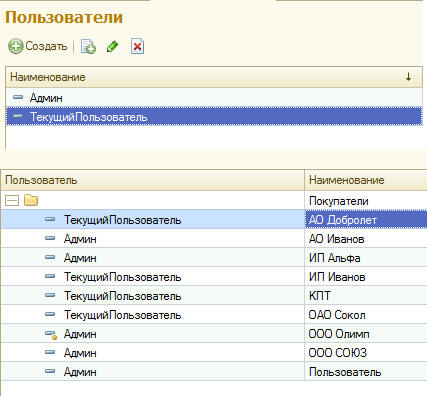 Пользователи
Создать
Наименование
Админ
ТекущийПользователь
Пользователь Наименование
Покупатели
ТекущийПользователь АО Добролет
Админ АО Иванов
Админ ИП Альфа
ТекущийПользователь ИП Иванов
ТекущийПользователь КПТ
ТекущийПользователь ОАО Сокол
Админ ООО Олимп
Админ ООО СОЮЗ
Админ Пользователь